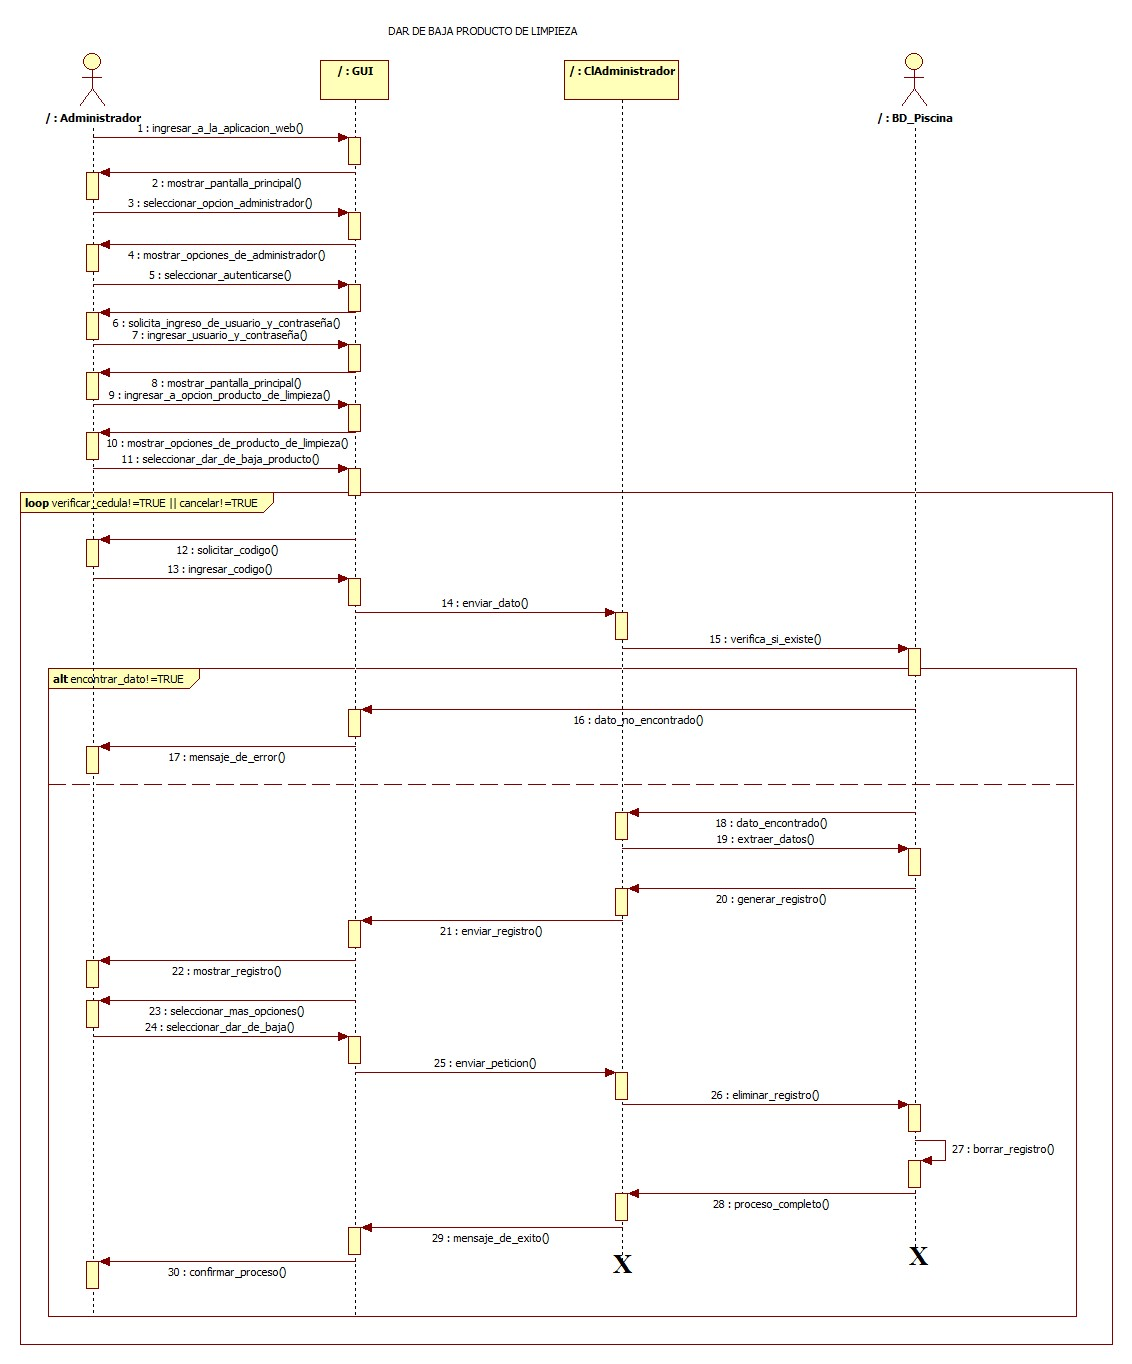 DAR DE BAJA PRODUCTO DE LIMPIEZA
/ : Administrador
/ : GUI
/ : ClAdministrador
/ : BD_Piscina
1 : ingresar_a_la_aplicacion_web()
2 : mostrar_pantalla_principal()
3 : seleccionar_opcion_administrador()
4 : mostrar_opciones_de_administrador()
5 : seleccionar_autenticarse()
6 : solicita_ingreso_de_usuario_y_contraseña()
7 : ingresar_usuario_y_contraseña()
8 : mostrar_pantalla_principal()
9 : ingresar_a_opcion_producto_de_limpieza()
10 : mostrar_opciones_de_producto_de_limpieza()
11 : seleccionar_dar_de_baja_producto()
loop verificar_cedula!=TRUE || cancelar!=TRUE
12 : solicitar_codigo()
13 : ingresar_codigo()
14 : enviar_dato()
15 : verifica_si_existe()
alt encontrar_dato!=TRUE
16 : dato_no_encontrado()
17 : mensaje_de_error()
18 : dato_encontrado()
19 : extraer_datos()
20 : generar_registro()
21 : enviar_registro()
22 : mostrar_registro()
23 : seleccionar_mas_opciones()
24 : seleccionar_dar_de_baja()
25 : enviar_peticion()
26 : eliminar_registro()
27 : borrar_registro()
28 : proceso_completo()
29 : mensaje_de_exito()
X
X
30 : confirmar_proceso()